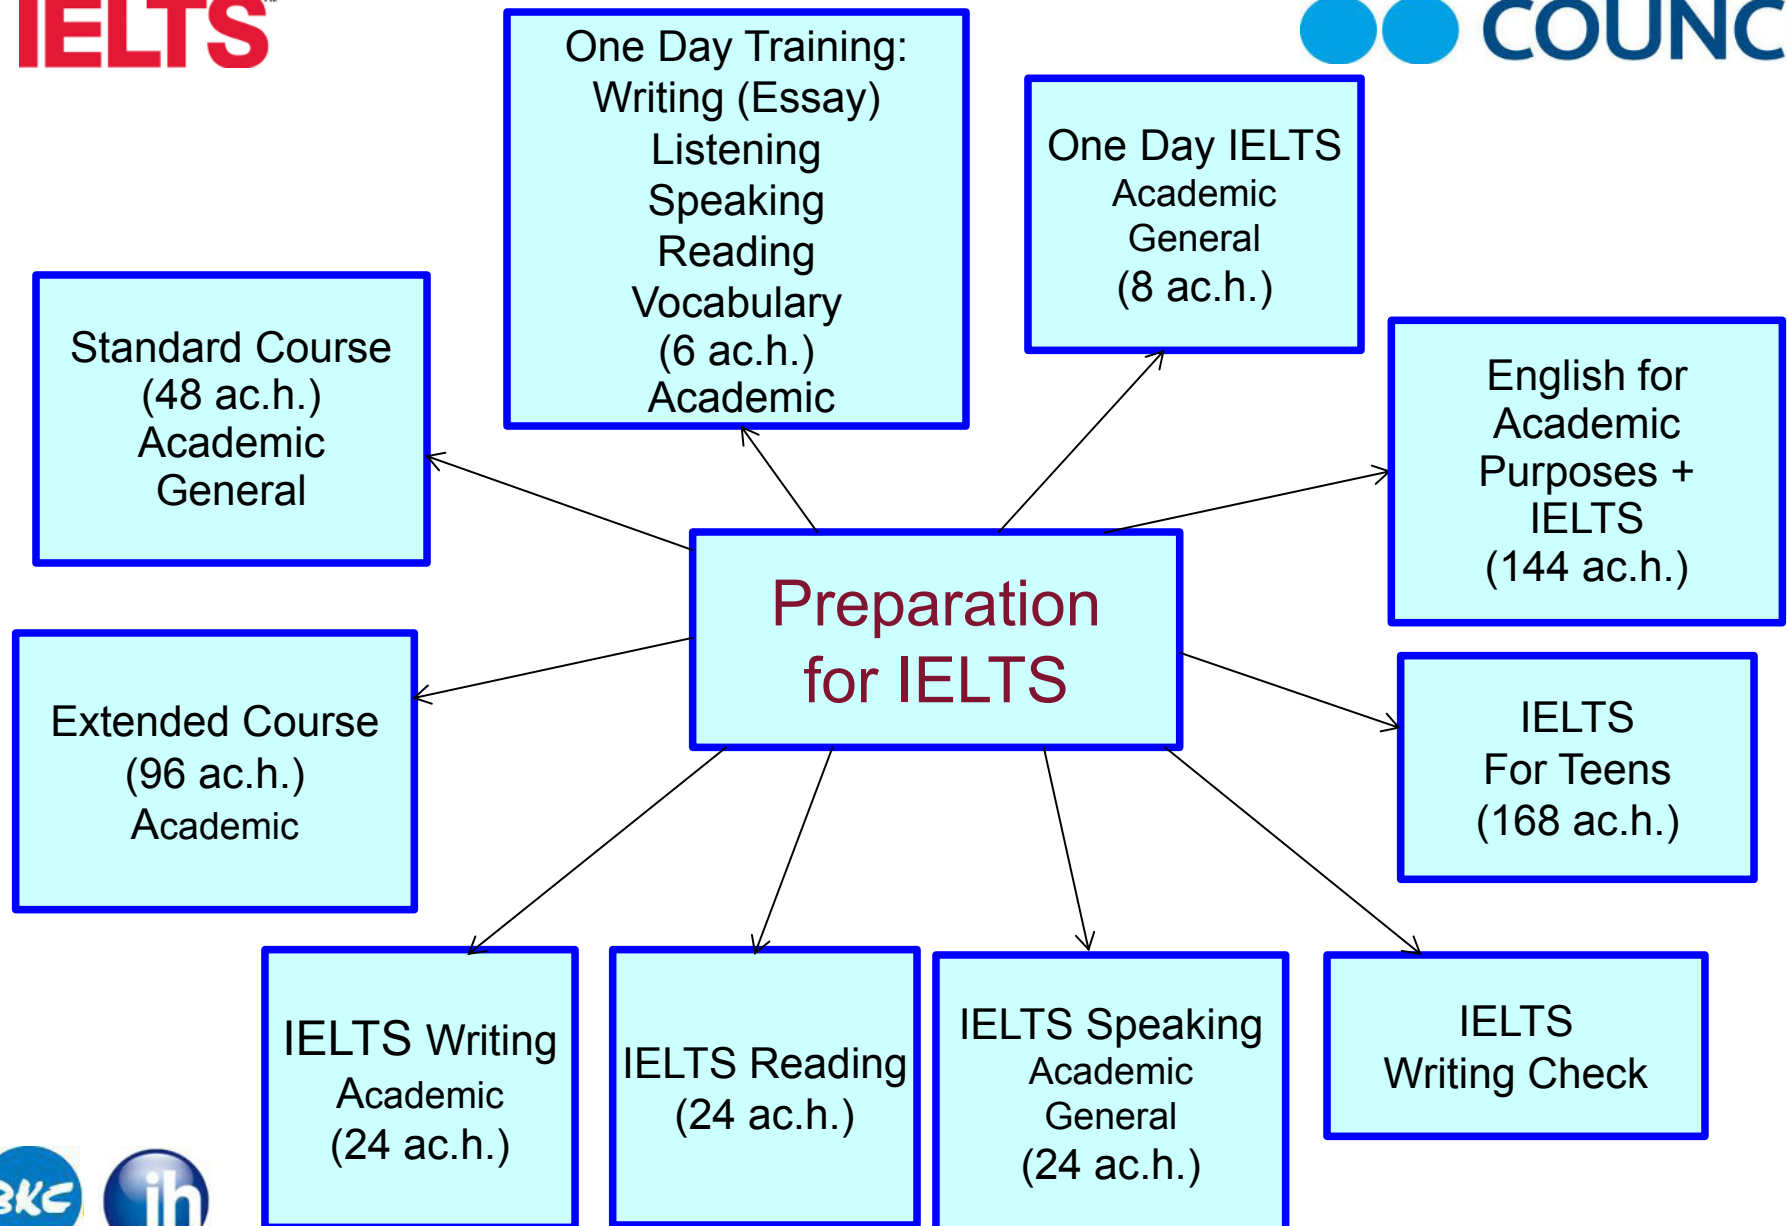 IELTS
COUNC
One Day Training:
Writing (Essay)
Listening
Speaking
Reading
Vocabulary
(6 ac.h.)
Academic
One Day IELTS
Academic
General
(8 ac.h.)
Standard Course
(48 ac.h.)
Academic
General
English for
Academic
Purposes +
IELTS
(144 ac.h.)
Preparation
for IELTS
Extended Course
(96 ac.h.)
Academic
IELTS
For Teens
(168 ac.h.)
IELTS Writing
Academic
(24 ac.h.)
IELTS Reading
(24 ac.h.)
IELTS Speaking
Academic
General
(24 ac.h.)
IELTS
Writing Check
BKC
ih